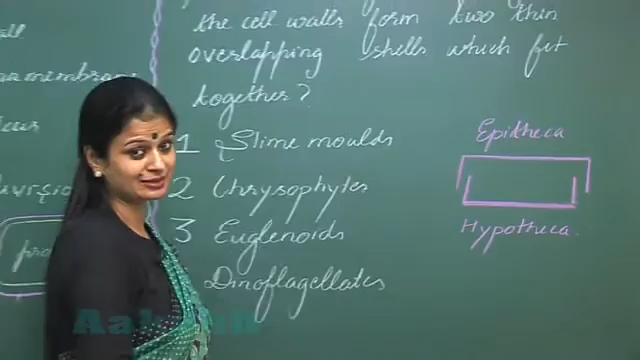 the cell walls form two thin
overlapping shells which fit
together?
1 Slime moulds
2 Chrysophytes
3 Euglenoids
Dinoflagellates
Epitheca
Hypotheca.
Aakash